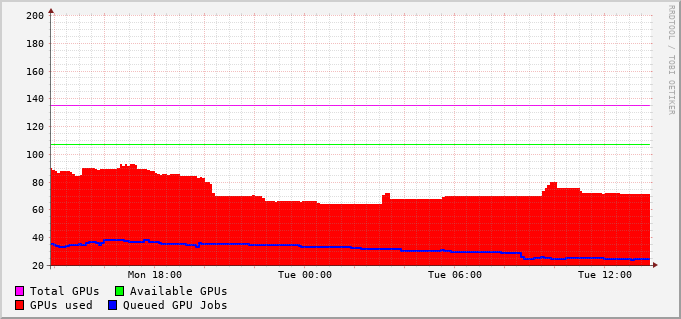 200
180
160
140
120
100
80
60
40
20
Mon 18:00 Tue 00:00 Tue 06:00 Tue 12:00
Total GPUs Available GPUs
GPUs used Queued GPU Jobs
RRDTOOL / TOBI OETIKER